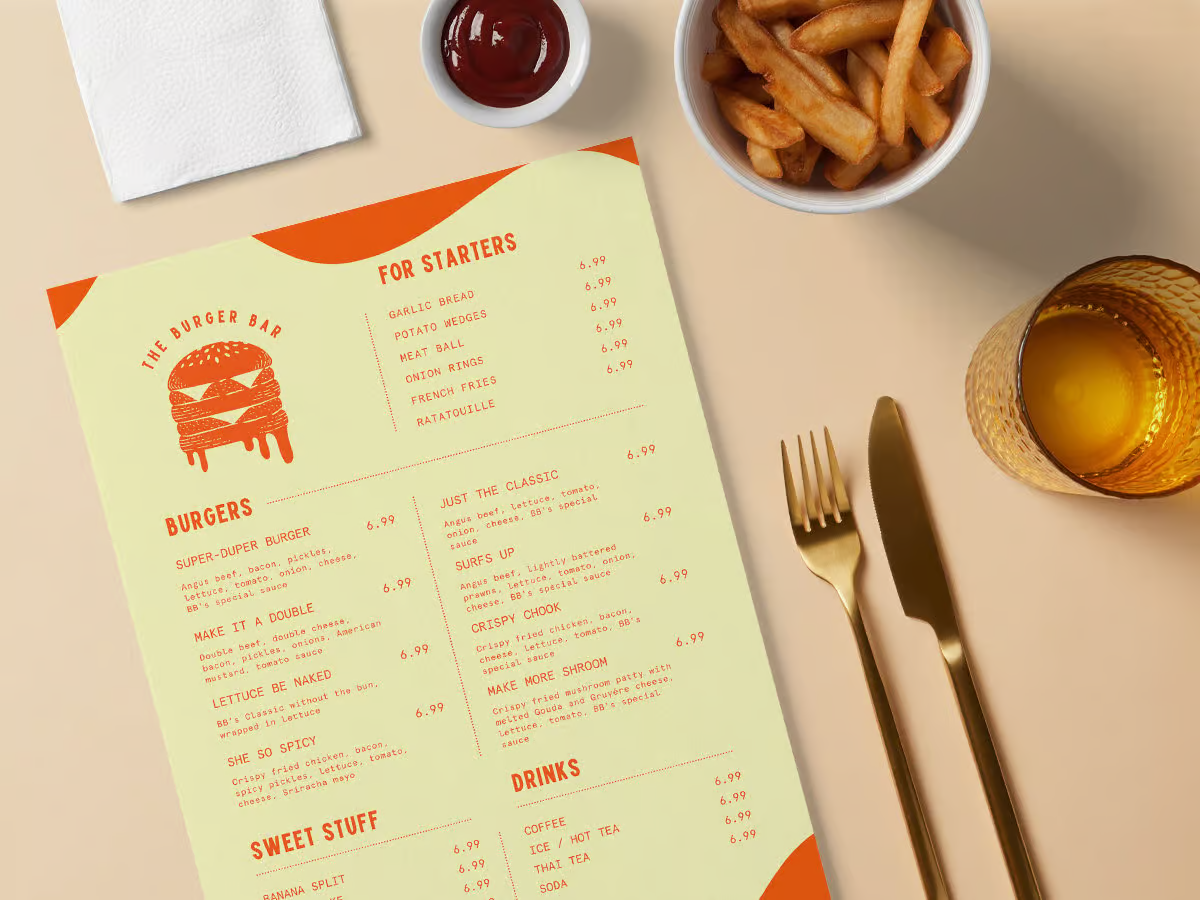 THE BURGER BAR
FOR STARTERS
GARLIC BREAD 6.99
POTATO WEDGES 6.99
MEAT BALL 6.99
ONION RINGS 6.99
FRENCH FRIES 6.99
RATATOUILLE 6.99
BURGERS
SUPER-DUPER BURGER 6.99
Angus beef, bacon, pickles,
lettuce, tomato, onion, cheese,
BB's special sauce
MAKE IT A DOUBLE 6.99
Double beef, double cheese,
bacon, pickles, onions, American
mustard, tomato sauce
LETTUCE BE NAKED 6.99
BB's Classic without the bun,
wrapped in lettuce
SHE SO SPICY 6.99
Crispy fried chicken, bacon,
spicy pickles, lettuce, tomato,
cheese, Sriracha mayo
JUST THE CLASSIC 6.99
Angus beef, lettuce, tomato,
onion, cheese, BB's special
sauce
SURFS UP 6.99
Angus beef, lightly battered
prawns, lettuce, tomato, onion,
cheese, BB's special sauce
CRISPY CHOOK 6.99
Crispy fried chicken, bacon,
cheese, lettuce, tomato, BB's
special sauce
MAKE MORE SHROOM 6.99
Crispy fried mushroom patty with
melted Gouda and Gruyére cheese,
lettuce, tomato, BB's special
sauce
SWEET STUFF
BANANA SPLIT 6.99
6.99
6.99
DRINKS
COFFEE 6.99
ICE / HOT TEA 6.99
THAI TEA 6.99
SODA 6.99